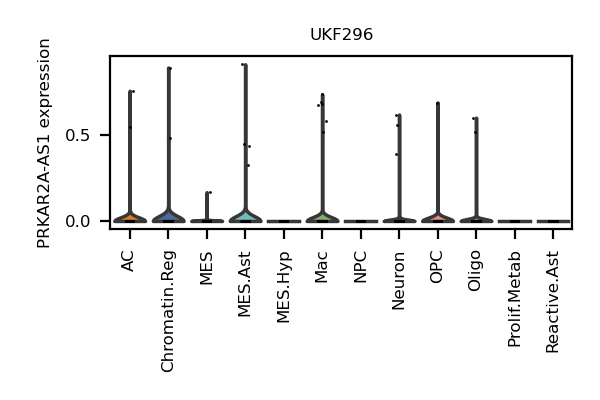 UKF296
PRKAR2A-AS1 expression
0.5
0.0
AC
Chromatin.Reg
MES
MES.Ast
MES.Hyp
Mac
NPC
Neuron
OPC
Oligo
Prolif.Metab
Reactive.Ast